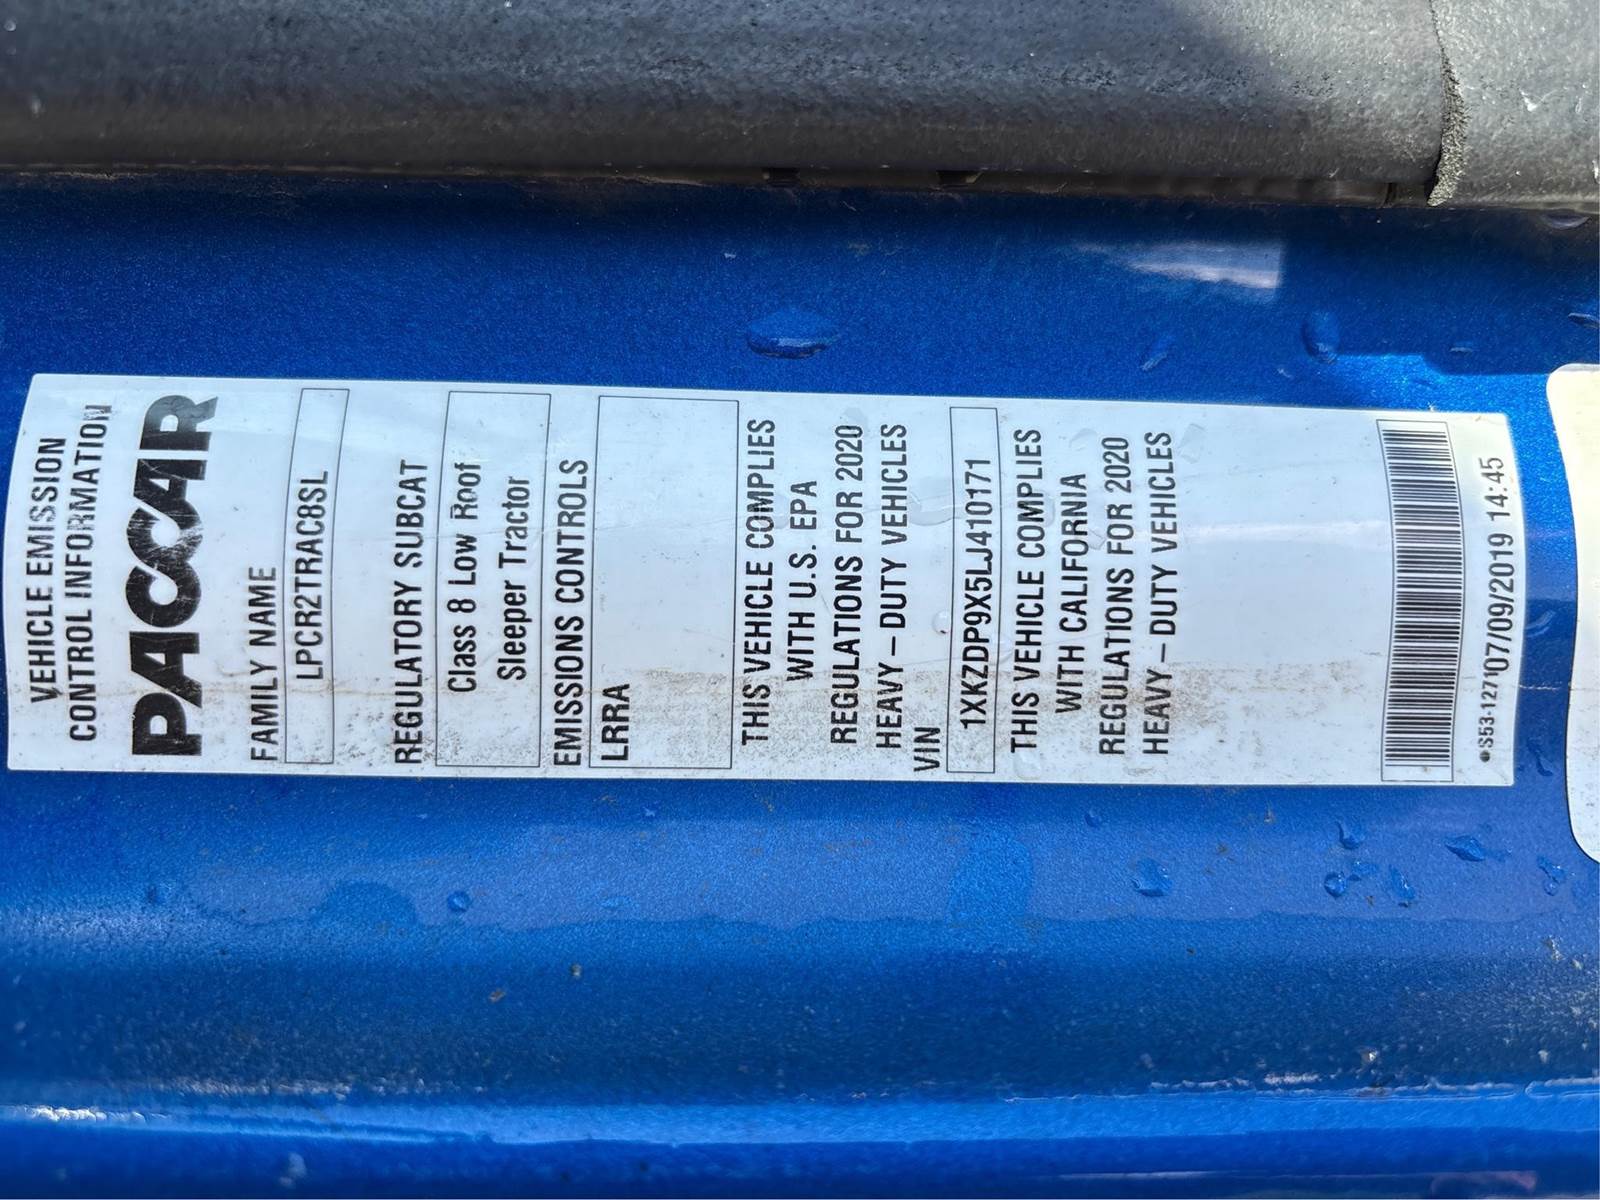 VEHICLE EMISSION
CONTROL INFORMATION
PACCAR
FAMILY NAME
LPCR2TRAC8SL
REGULATORY SUBCAT
Class 8 Low Roof
Sleeper Tractor
EMISSIONS CONTROLS
LRRA
THIS VEHICLE COMPLIES
WITH U.S. EPA
REGULATIONS FOR 2020
HEAVY – DUTY VEHICLES
VIN
1XKZDP9X5LJ410171
THIS VEHICLE COMPLIES
WITH CALIFORNIA
REGULATIONS FOR 2020
HEAVY – DUTY VEHICLES
•S53-127107/09/2019 14:45